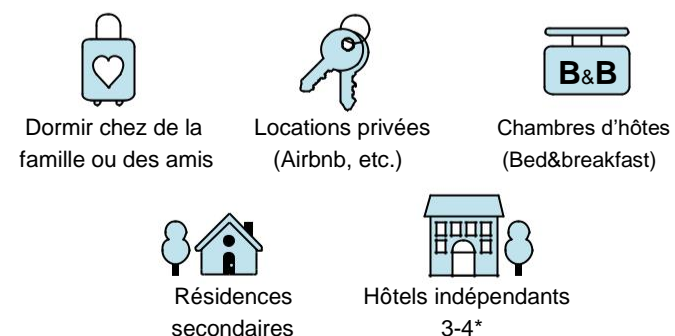 B&B
Dormir chez de la
famille ou des amis
Locations privées
(Airbnb, etc.)
Chambres d’hôtes
(Bed&breakfast)
Résidences
secondaires
Hôtels indépendants
3-4*